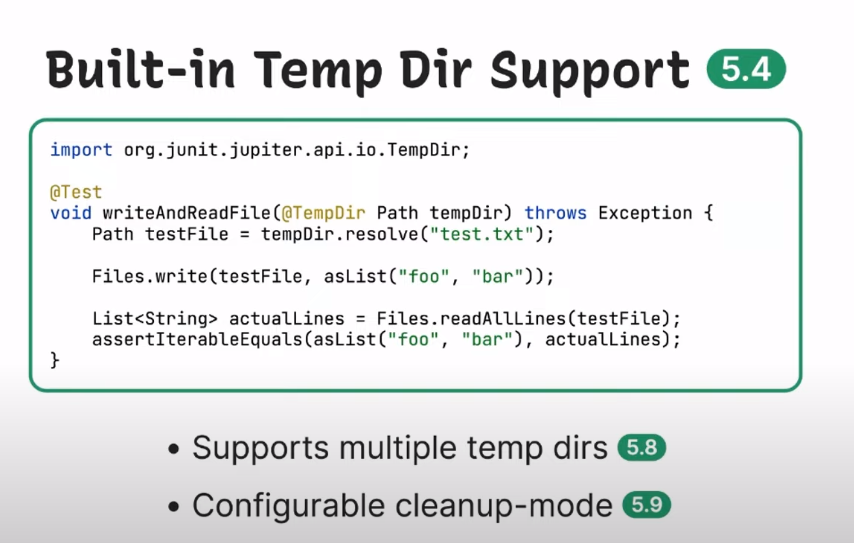 Built-in Temp Dir Support 5.4
import org.junit.jupiter.api.io.TempDir;
@Test
void writeAndReadFile(@TempDir Path tempDir) throws Exception {
    Path testFile = tempDir.resolve("test.txt");
    Files.write(testFile, asList("foo", "bar"));
    List<String> actualLines = Files.readAllLines(testFile);
    assertIterableEquals(asList("foo", "bar"), actualLines);
}
• Supports multiple temp dirs 5.8
• Configurable cleanup-mode 5.9